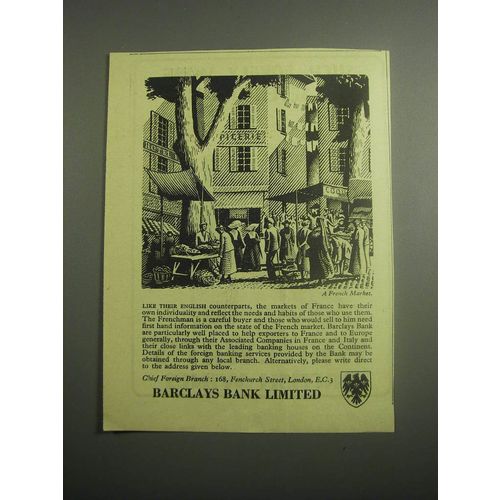 PICERIE
A French Market.
LIKE THEIR ENGLISH counterparts, the markets of France have their
own individuality and reflect the needs and habits of those who use them.
The Frenchman is a careful buyer and those who would sell to him need
first hand information on the state of the French market. Barclays Bank
are particularly well placed to help exporters to France and to Europe
generally, through their Associated Companies in France and Italy and
their close links with the leading banking houses on the Continent.
Details of the foreign banking services provided by the Bank may be
obtained through any local branch. Alternatively, please write direct
to the address given below.
Chief Foreign Branch : 168, Fenchurch Street, London, E.C.3
BARCLAYS BANK LIMITED